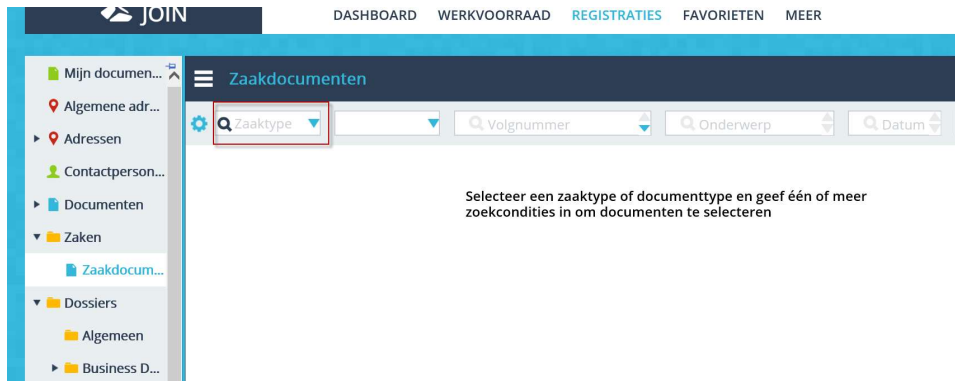 JOIN
DASHBOARD WERKVOORRAAD REGISTRATIES FAVORIETEN MEER
Mijn documen...
Algemene adr...
Adressen
Contactperson...
Documenten
Zaken
Zaakdocum...
Dossiers
Algemeen
Business D...
Zaakdocumenten
Zaaktype Volgnummer Onderwerp Datum
Selecteer een zaaktype of documenttype en geef één of meer
zoekcondities in om documenten te selecteren